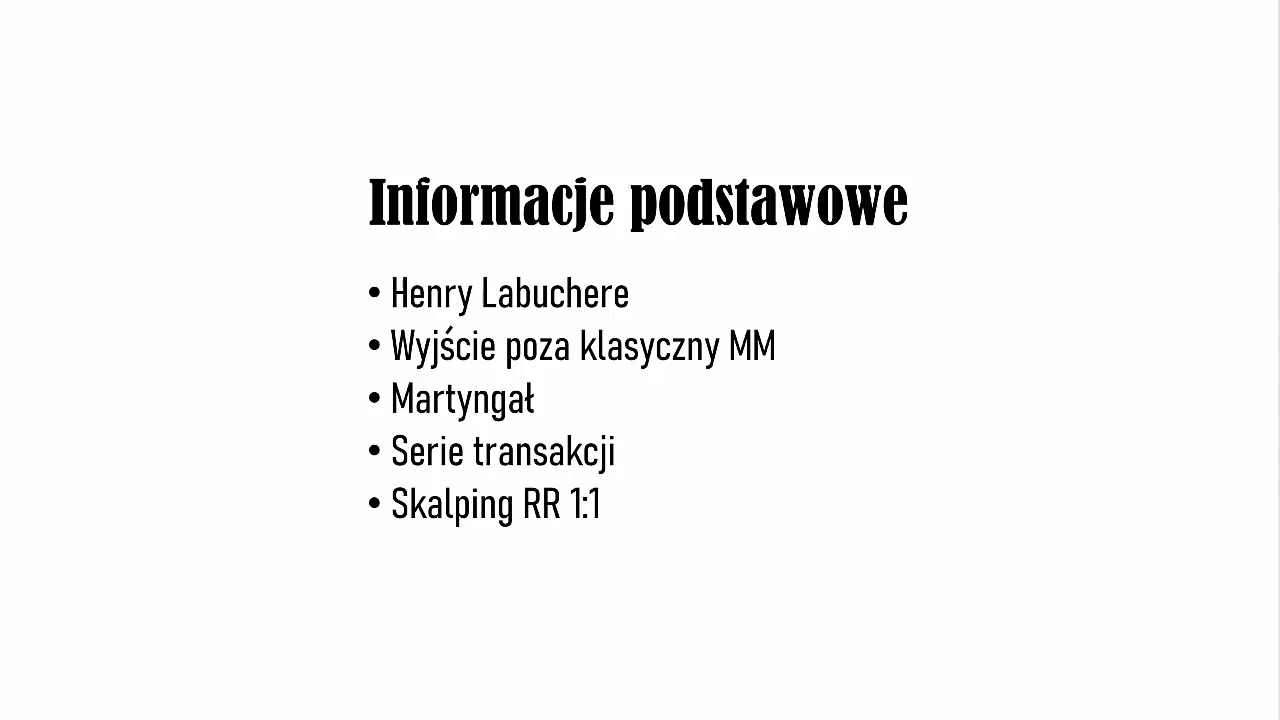 Informacje podstawowe
• Henry Labuchere
• Wyjście poza klasyczny MM
• Martyngał
• Serie transakcji
• Skalping RR 1:1